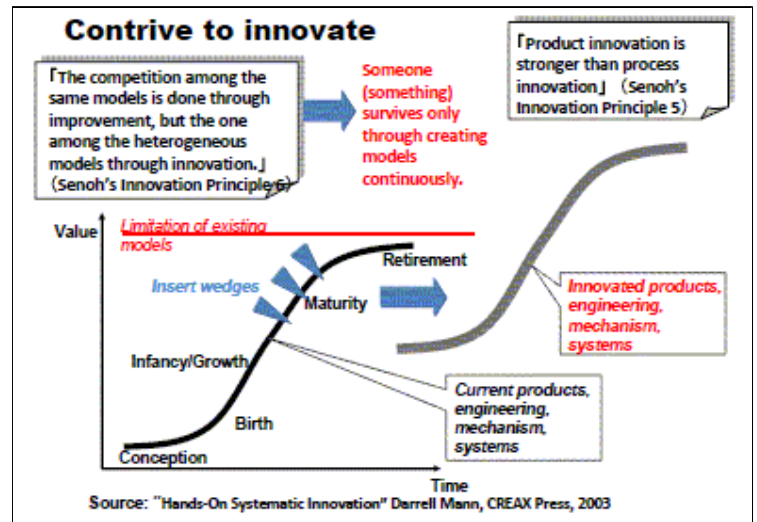 Contrive to innovate
「The competition among the
same models is done through
improvement, but the one
among the heterogeneous
models through innovation.」
（Senoh's Innovation Principle 6）
Someone
(something)
survives only
through creating
models
continuously.
「Product innovation is
stronger than process
innovation」（Senoh's
Innovation Principle 5）
Value
Limitation of existing
models
Retirement
Insert wedges
Maturity
Innovated products,
engineering,
mechanism,
systems
Infancy/Growth
Current products,
engineering,
mechanism,
systems
Birth
Conception
Time
Source: "Hands-On Systematic Innovation” Darrell Mann, CREAX Press, 2003